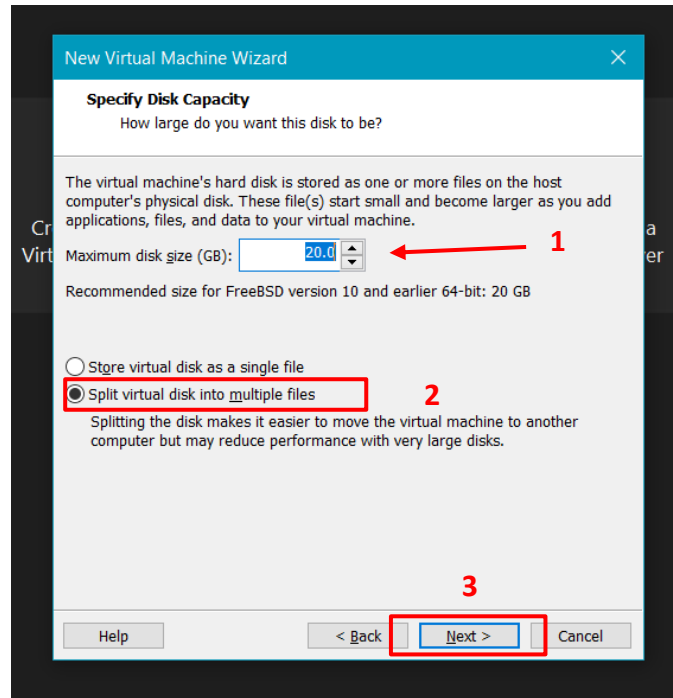 New Virtual Machine Wizard
Specify Disk Capacity
How large do you want this disk to be?
The virtual machine's hard disk is stored as one or more files on the host
computer's physical disk. These file(s) start small and become larger as you add
applications, files, and data to your virtual machine.
Cr
a
Virt
er
Maximum disk size (GB): 20.0
1
Recommended size for FreeBSD version 10 and earlier 64-bit: 20 GB
Store virtual disk as a single file
Split virtual disk into multiple files
2
Splitting the disk makes it easier to move the virtual machine to another
computer but may reduce performance with very large disks.
3
Help < Back Next > Cancel